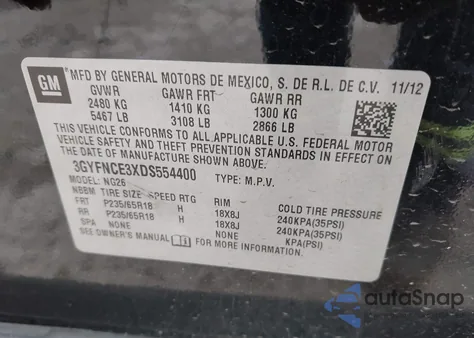 GM
MFD BY GENERAL MOTORS DE MEXICO, S. DE R.L. DE C.V. 11/12
GVWR GAWR FRT GAWR RR
2480 KG 1410 KG 1300 KG
5467 LB 3108 LB 2866 LB
THIS VEHICLE CONFORMS TO ALL APPLICABLE U.S. FEDERAL MOTOR
VEHICLE SAFETY, BUMPER, AND THEFT PREVENTION STANDARDS IN
EFFECT ON THE DATE OF MANUFACTURE SHOWN ABOVE.
3GYFNCE3XDS554400 TYPE: M.P.V.
MODEL: NG26
NBBM TIRE SIZE SPEED RTG RIM COLD TIRE PRESSURE
FRT P235/65R18 H 18X8J 240KPA(35PSI)
RR P235/65R18 H 18X8J 240KPA(35PSI)
SPA NONE NONE KPA(PSI)
SEE OWNER'S MANUAL FOR MORE INFORMATION.
autoSnap